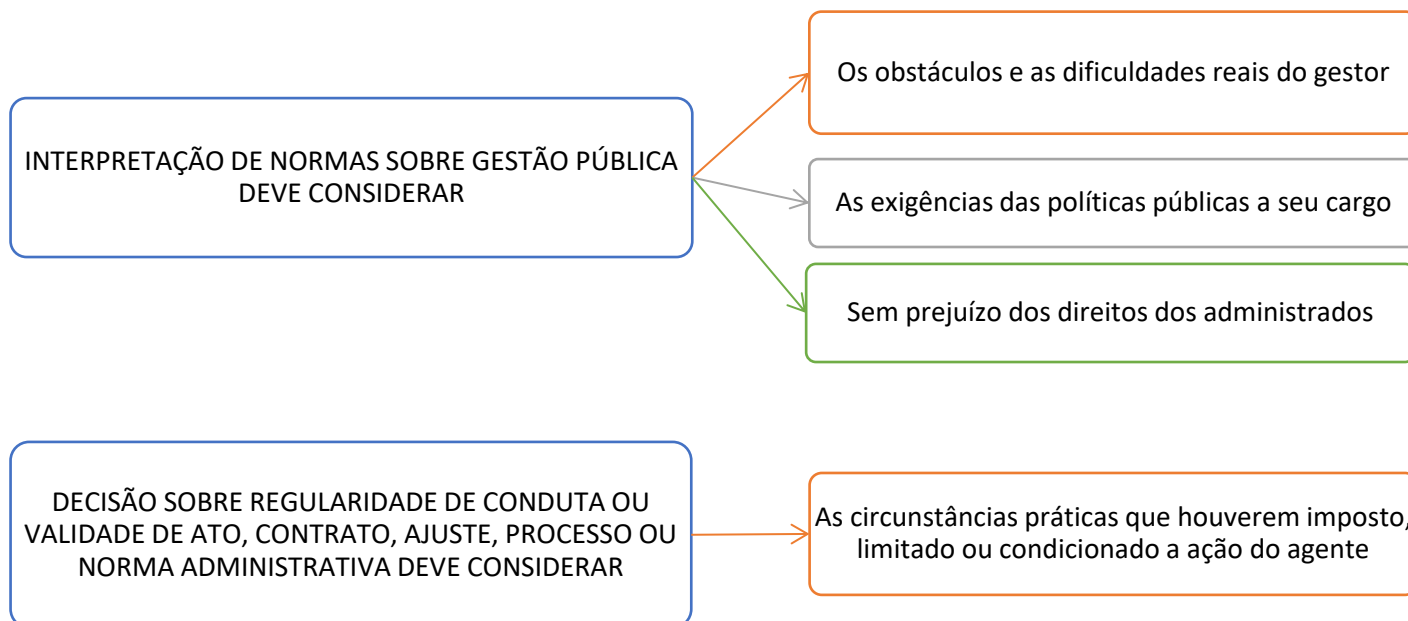 Os obstáculos e as dificuldades reais do gestor
INTERPRETAÇÃO DE NORMAS SOBRE GESTÃO PÚBLICA
DEVE CONSIDERAR
As exigências das políticas públicas a seu cargo
Sem prejuízo dos direitos dos administrados
DECISÃO SOBRE REGULARIDADE DE CONDUTA OU
VALIDADE DE ATO, CONTRATO, AJUSTE, PROCESSO OU
NORMA ADMINISTRATIVA DEVE CONSIDERAR
As circunstâncias práticas que houverem imposto,
limitado ou condicionado a ação do agente